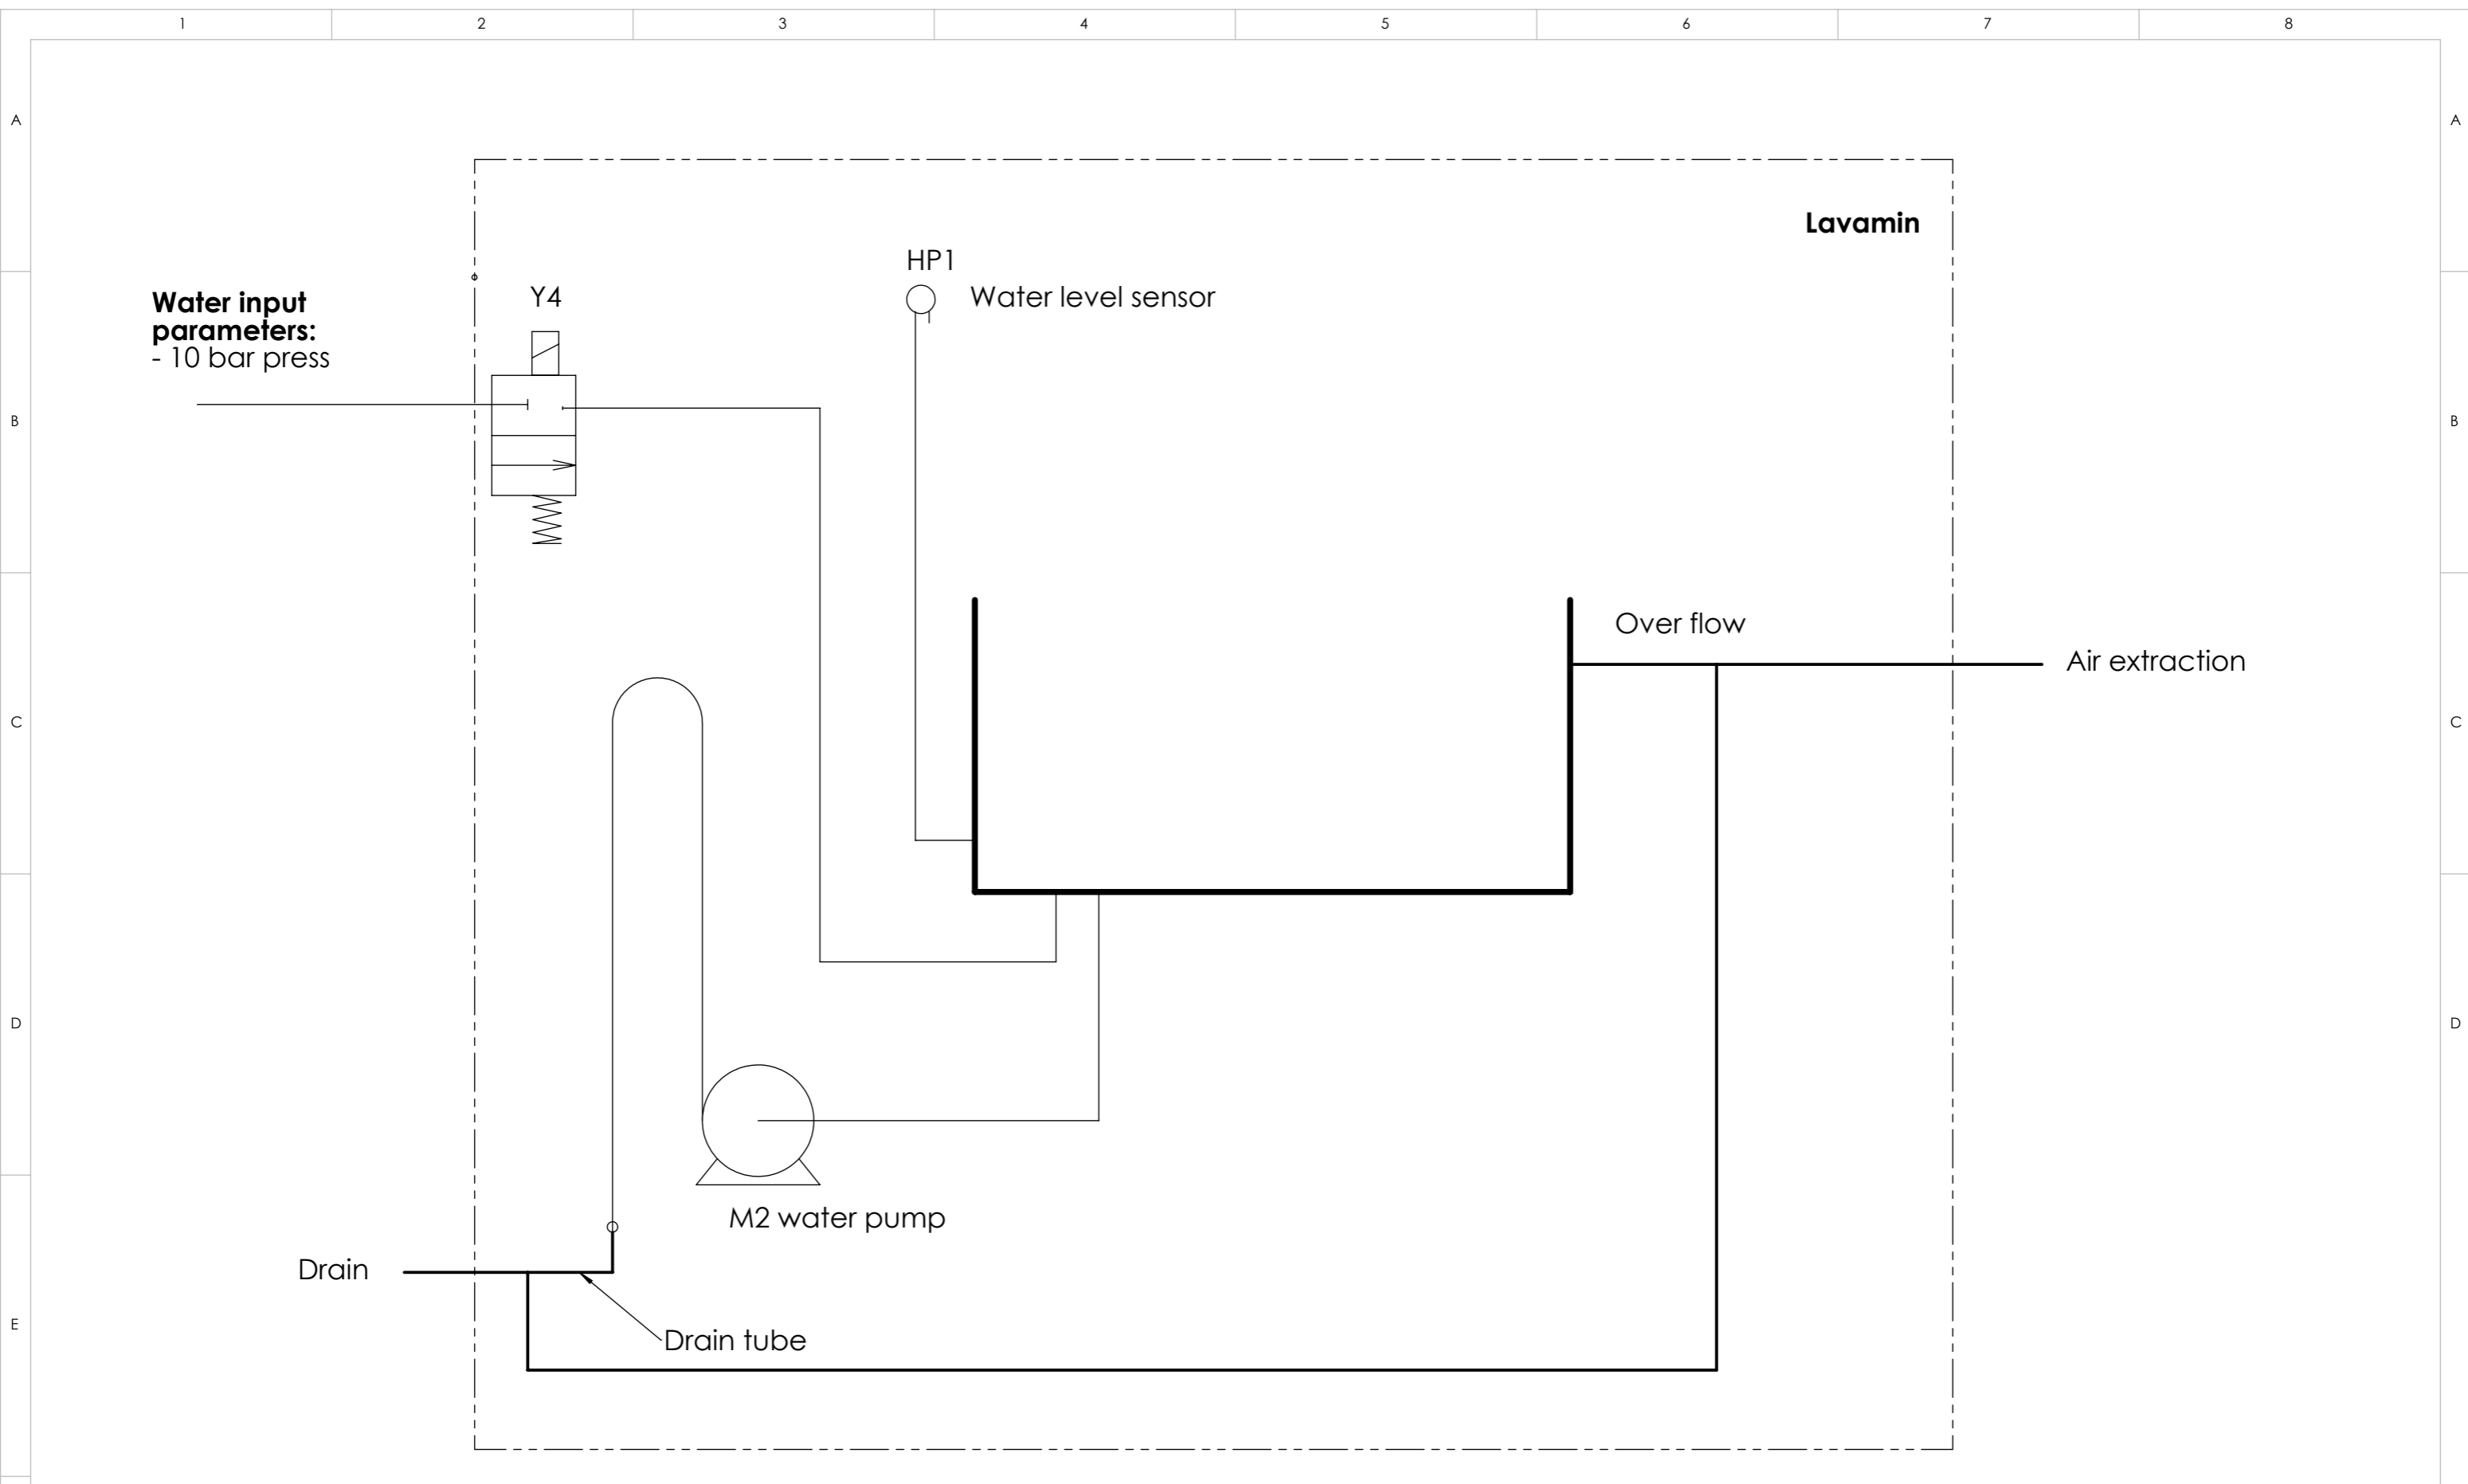 1 2 3 4 5 6 7 8
A A
Lavamin
HP1
Water level sensor
Y4
Water input
parameters:
- 10 bar press
B B
Over flow
Air extraction
C C
D D
M2 water pump
Drain
E
Drain tube